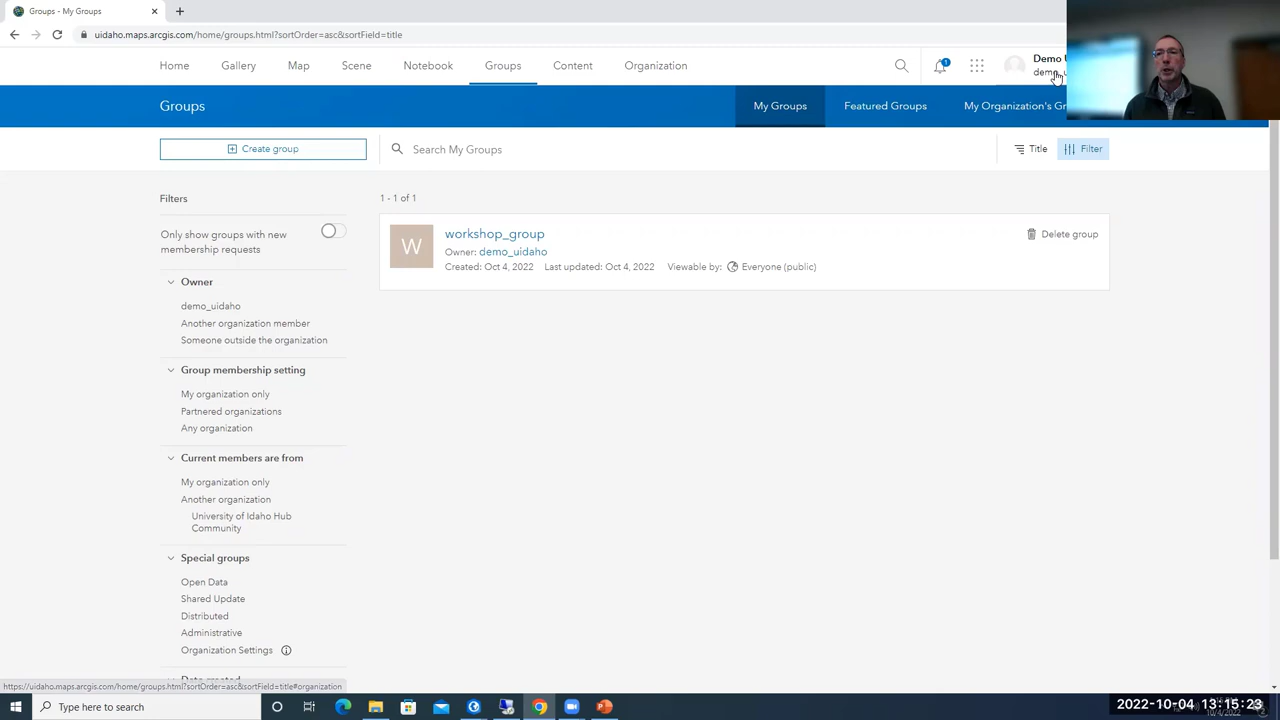 Groups - My Groups
uidaho.maps.arcgis.com/home/groups.html?sortOrder=asc&sortField=title
Home Gallery Map Scene Notebook Groups Content Organization
1
Demo
Groups
My Groups Featured Groups My Organization's
Create group
Search My Groups
Title Filter
Filters
1 - 1 of 1
Only show groups with new
membership requests
W
workshop_group
Owner: demo_uidaho
Created: Oct 4, 2022 Last updated: Oct 4, 2022 Viewable by: Everyone (public)
Delete group
Owner
demo_uidaho
Another organization member
Someone outside the organization
Group membership setting
My organization only
Partnered organizations
Any organization
Current members are from
My organization only
Another organization
University of Idaho Hub
Community
Special groups
Open Data
Shared Update
Distributed
Administrative
Organization Settings
https://uidaho.maps.arcgis.com/home/groups.html?sortOrder=asc&sortField=title#organization
Type here to search
2022-10-04 13:15:23